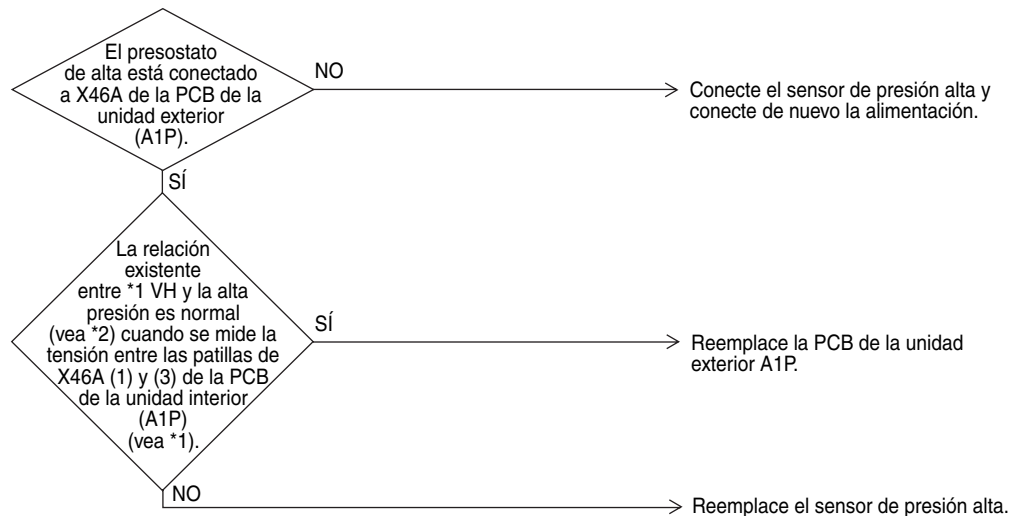 El presostato
de alta está conectado
a X46A de la PCB de la
unidad exterior
(A1P).
NO
Conecte el sensor de presión alta y
conecte de nuevo la alimentación.
SÍ
La relación
existente
entre *1 VH y la alta
presión es normal
(vea *2) cuando se mide la
tensión entre las patillas de
X46A (1) y (3) de la PCB
de la unidad interior
(A1P)
(vea *1).
SÍ
Reemplace la PCB de la unidad
exterior A1P.
NO
Reemplace el sensor de presión alta.